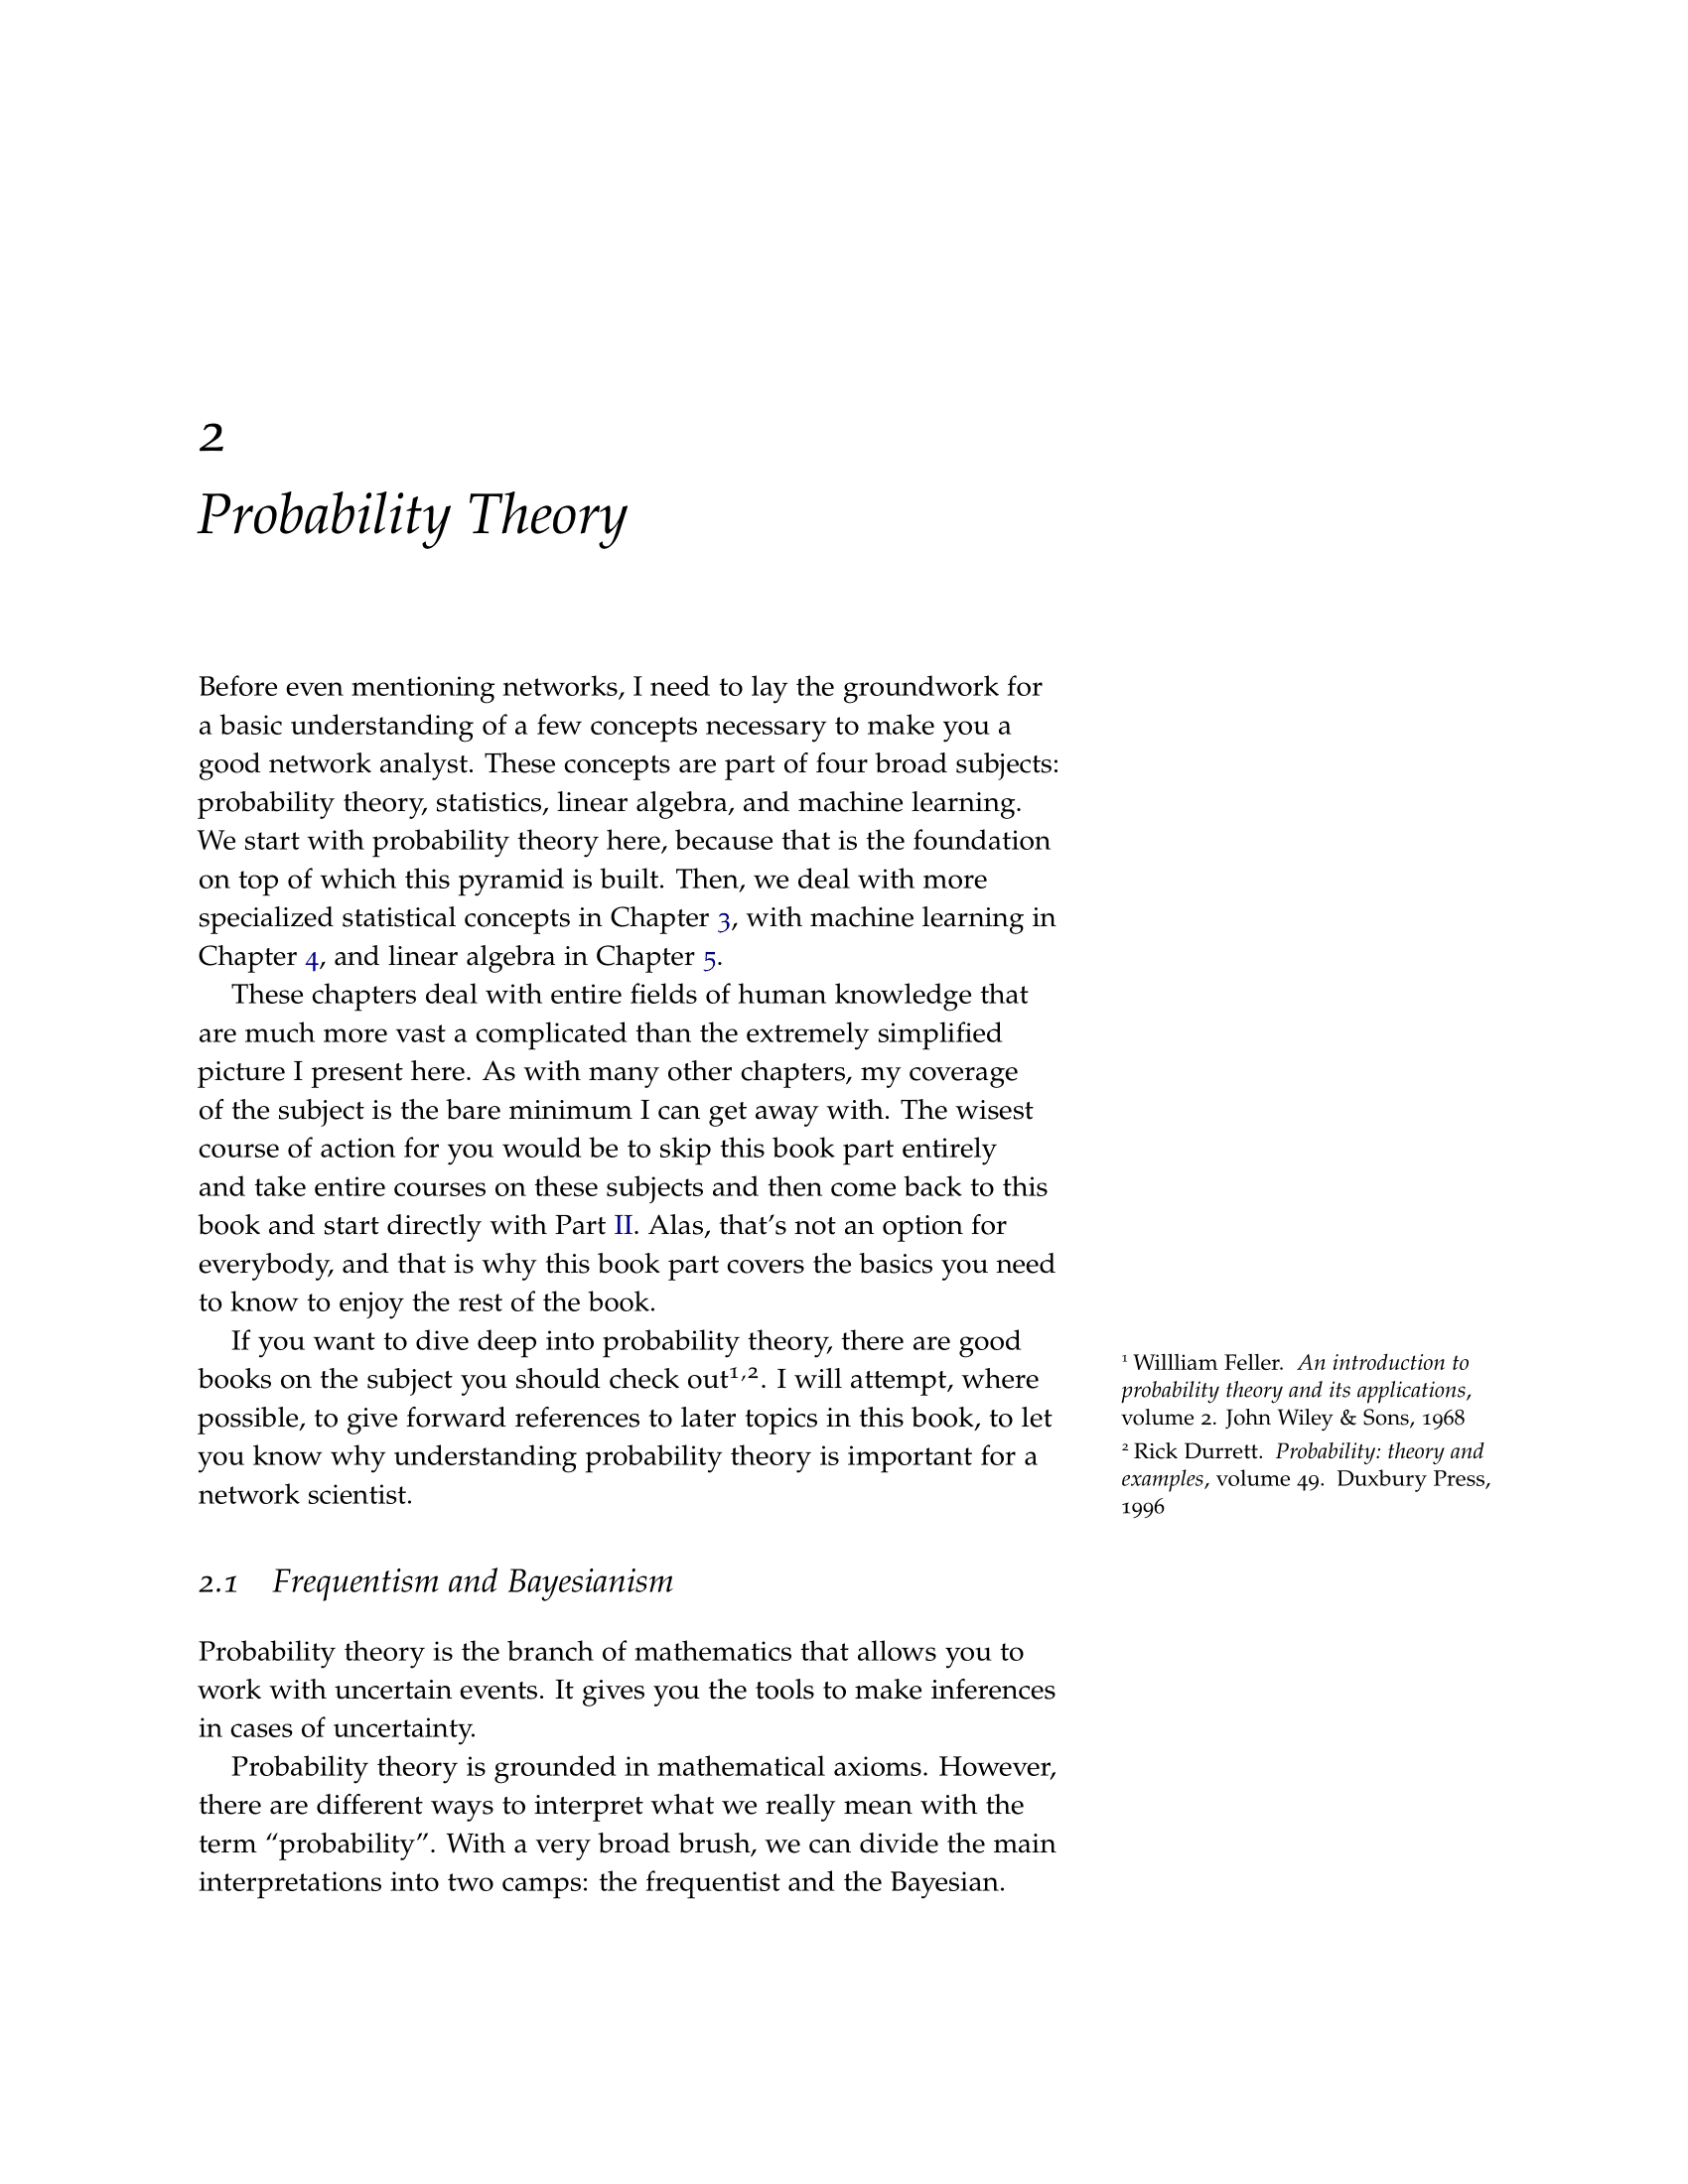 2
Probability Theory
Before even mentioning networks, I need to lay the groundwork for
a basic understanding of a few concepts necessary to make you a
good network analyst. These concepts are part of four broad subjects:
probability theory, statistics, linear algebra, and machine learning.
We start with probability theory here, because that is the foundation
on top of which this pyramid is built. Then, we deal with more
specialized statistical concepts in Chapter 3, with machine learning in
Chapter 4, and linear algebra in Chapter 5.
These chapters deal with entire fields of human knowledge that
are much more vast a complicated than the extremely simplified
picture I present here. As with many other chapters, my coverage
of the subject is the bare minimum I can get away with. The wisest
course of action for you would be to skip this book part entirely
and take entire courses on these subjects and then come back to this
book and start directly with Part II. Alas, that's not an option for
everybody, and that is why this book part covers the basics you need
to know to enjoy the rest of the book.
If you want to dive deep into probability theory, there are good
books on the subject you should check out¹,². I will attempt, where
possible, to give forward references to later topics in this book, to let
you know why understanding probability theory is important for a
network scientist.
¹ Willliam Feller. An introduction to
probability theory and its applications,
volume 2. John Wiley & Sons, 1968
² Rick Durrett. Probability: theory and
examples, volume 49. Duxbury Press,
1996
2.1 Frequentism and Bayesianism
Probability theory is the branch of mathematics that allows you to
work with uncertain events. It gives you the tools to make inferences
in cases of uncertainty.
Probability theory is grounded in mathematical axioms. However,
there are different ways to interpret what we really mean with the
term “probability”. With a very broad brush, we can divide the main
interpretations into two camps: the frequentist and the Bayesian.